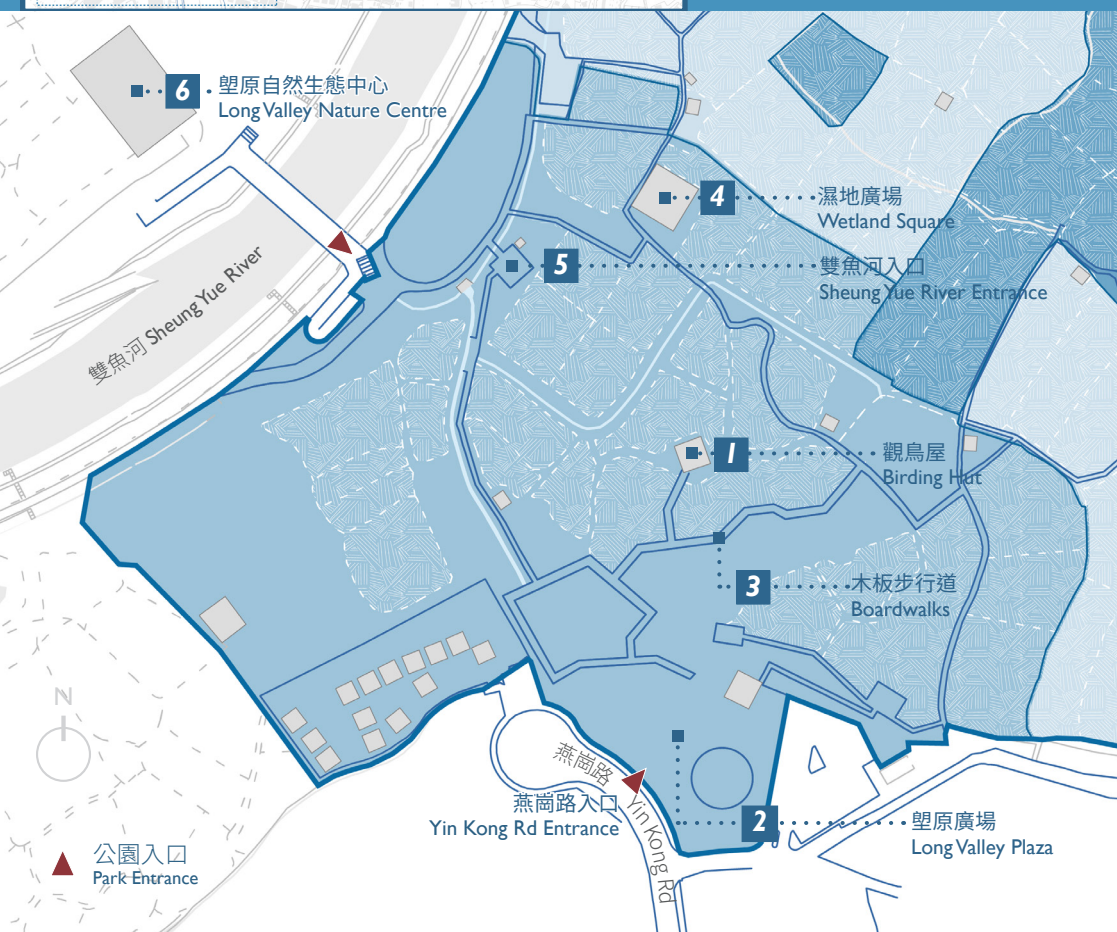 6
塱原自然生態中心
Long Valley Nature Centre
4
濕地廣場
Wetland Square
5
雙魚河入口
Sheung Yue River Entrance
雙魚河 Sheung Yue River
1
觀鳥屋
Birding Hut
3
木板步行道
Boardwalks
N
燕崗路 Yin Kong Rd
燕崗路入口
Yin Kong Rd Entrance
2
塱原廣場
Long Valley Plaza
公園入口
Park Entrance